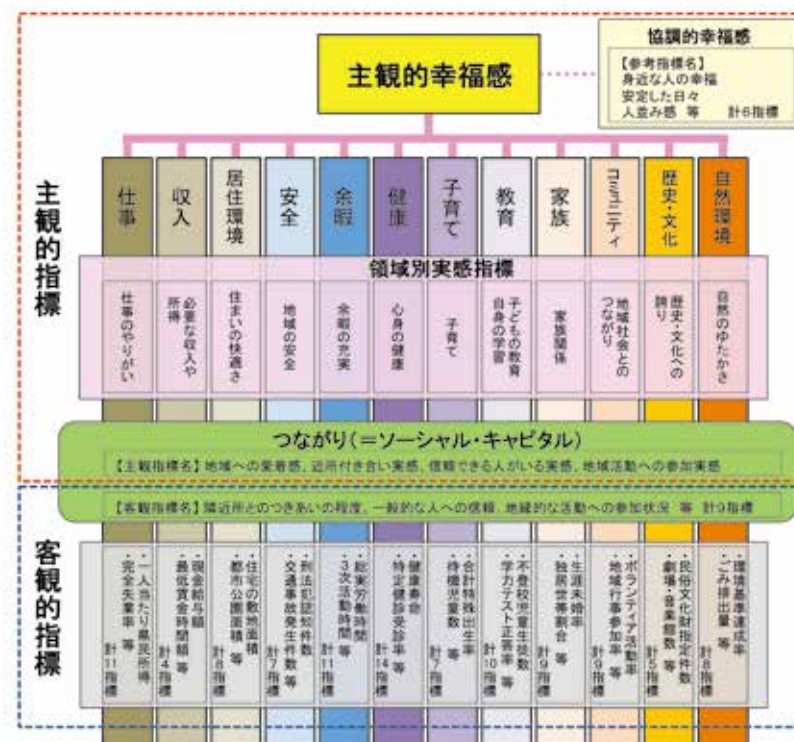 協調的幸福感
【参考指標名】
身近な人の幸福
安定した日々
人並み感 等 計6指標
主観的幸福感
主観的指標
仕事
収入
居住環境
安全
余暇
健康
子育て
教育
家族
コミュニティ
歴史・文化
自然環境
領域別実感指標
仕事のやりがい
必要な収入や
所得
住まいの快適さ
地域の安全
余暇の充実
心身の健康
子育て
子どもの教育
自身の学習
家族関係
地域社会との
つながり
歴史・文化への
誇り
自然のゆたかさ
つながり(=ソーシャル・キャピタル)
【主観指標名】地域への愛着感、近所付き合い実感、信頼できる人がいる実感、地域活動への参加実感
【客観指標名】隣近所とのつきあいの程度、一般的な人への信頼、地縁的な活動への参加状況 等 計9指標
客観的指標
・一人当たり県民所得
・完全失業率 等
計11指標
・現金給与額
・最低賃金時間額 等
計4指標
・住宅の敷地面積
・都市公園面積 等
計8指標
・刑法犯認知件数
・交通事故発生件数 等
計7指標
・総実労働時間
・3次活動時間 等
計11指標
・健康寿命
・特定健診受診率 等
計14指標
・合計特殊出生率
・待機児童数 等
計7指標
・不登校児童生徒数
・学力テスト正答率 等
計10指標
・生涯未婚率
・独居世帯割合 等
計9指標
・ボランティア活動率
・地域行事参加率 等
計9指標
・民俗文化財指定件数
・劇場・音楽館数 等
計5指標
・環境基準達成率
・ごみ排出量 等
計8指標